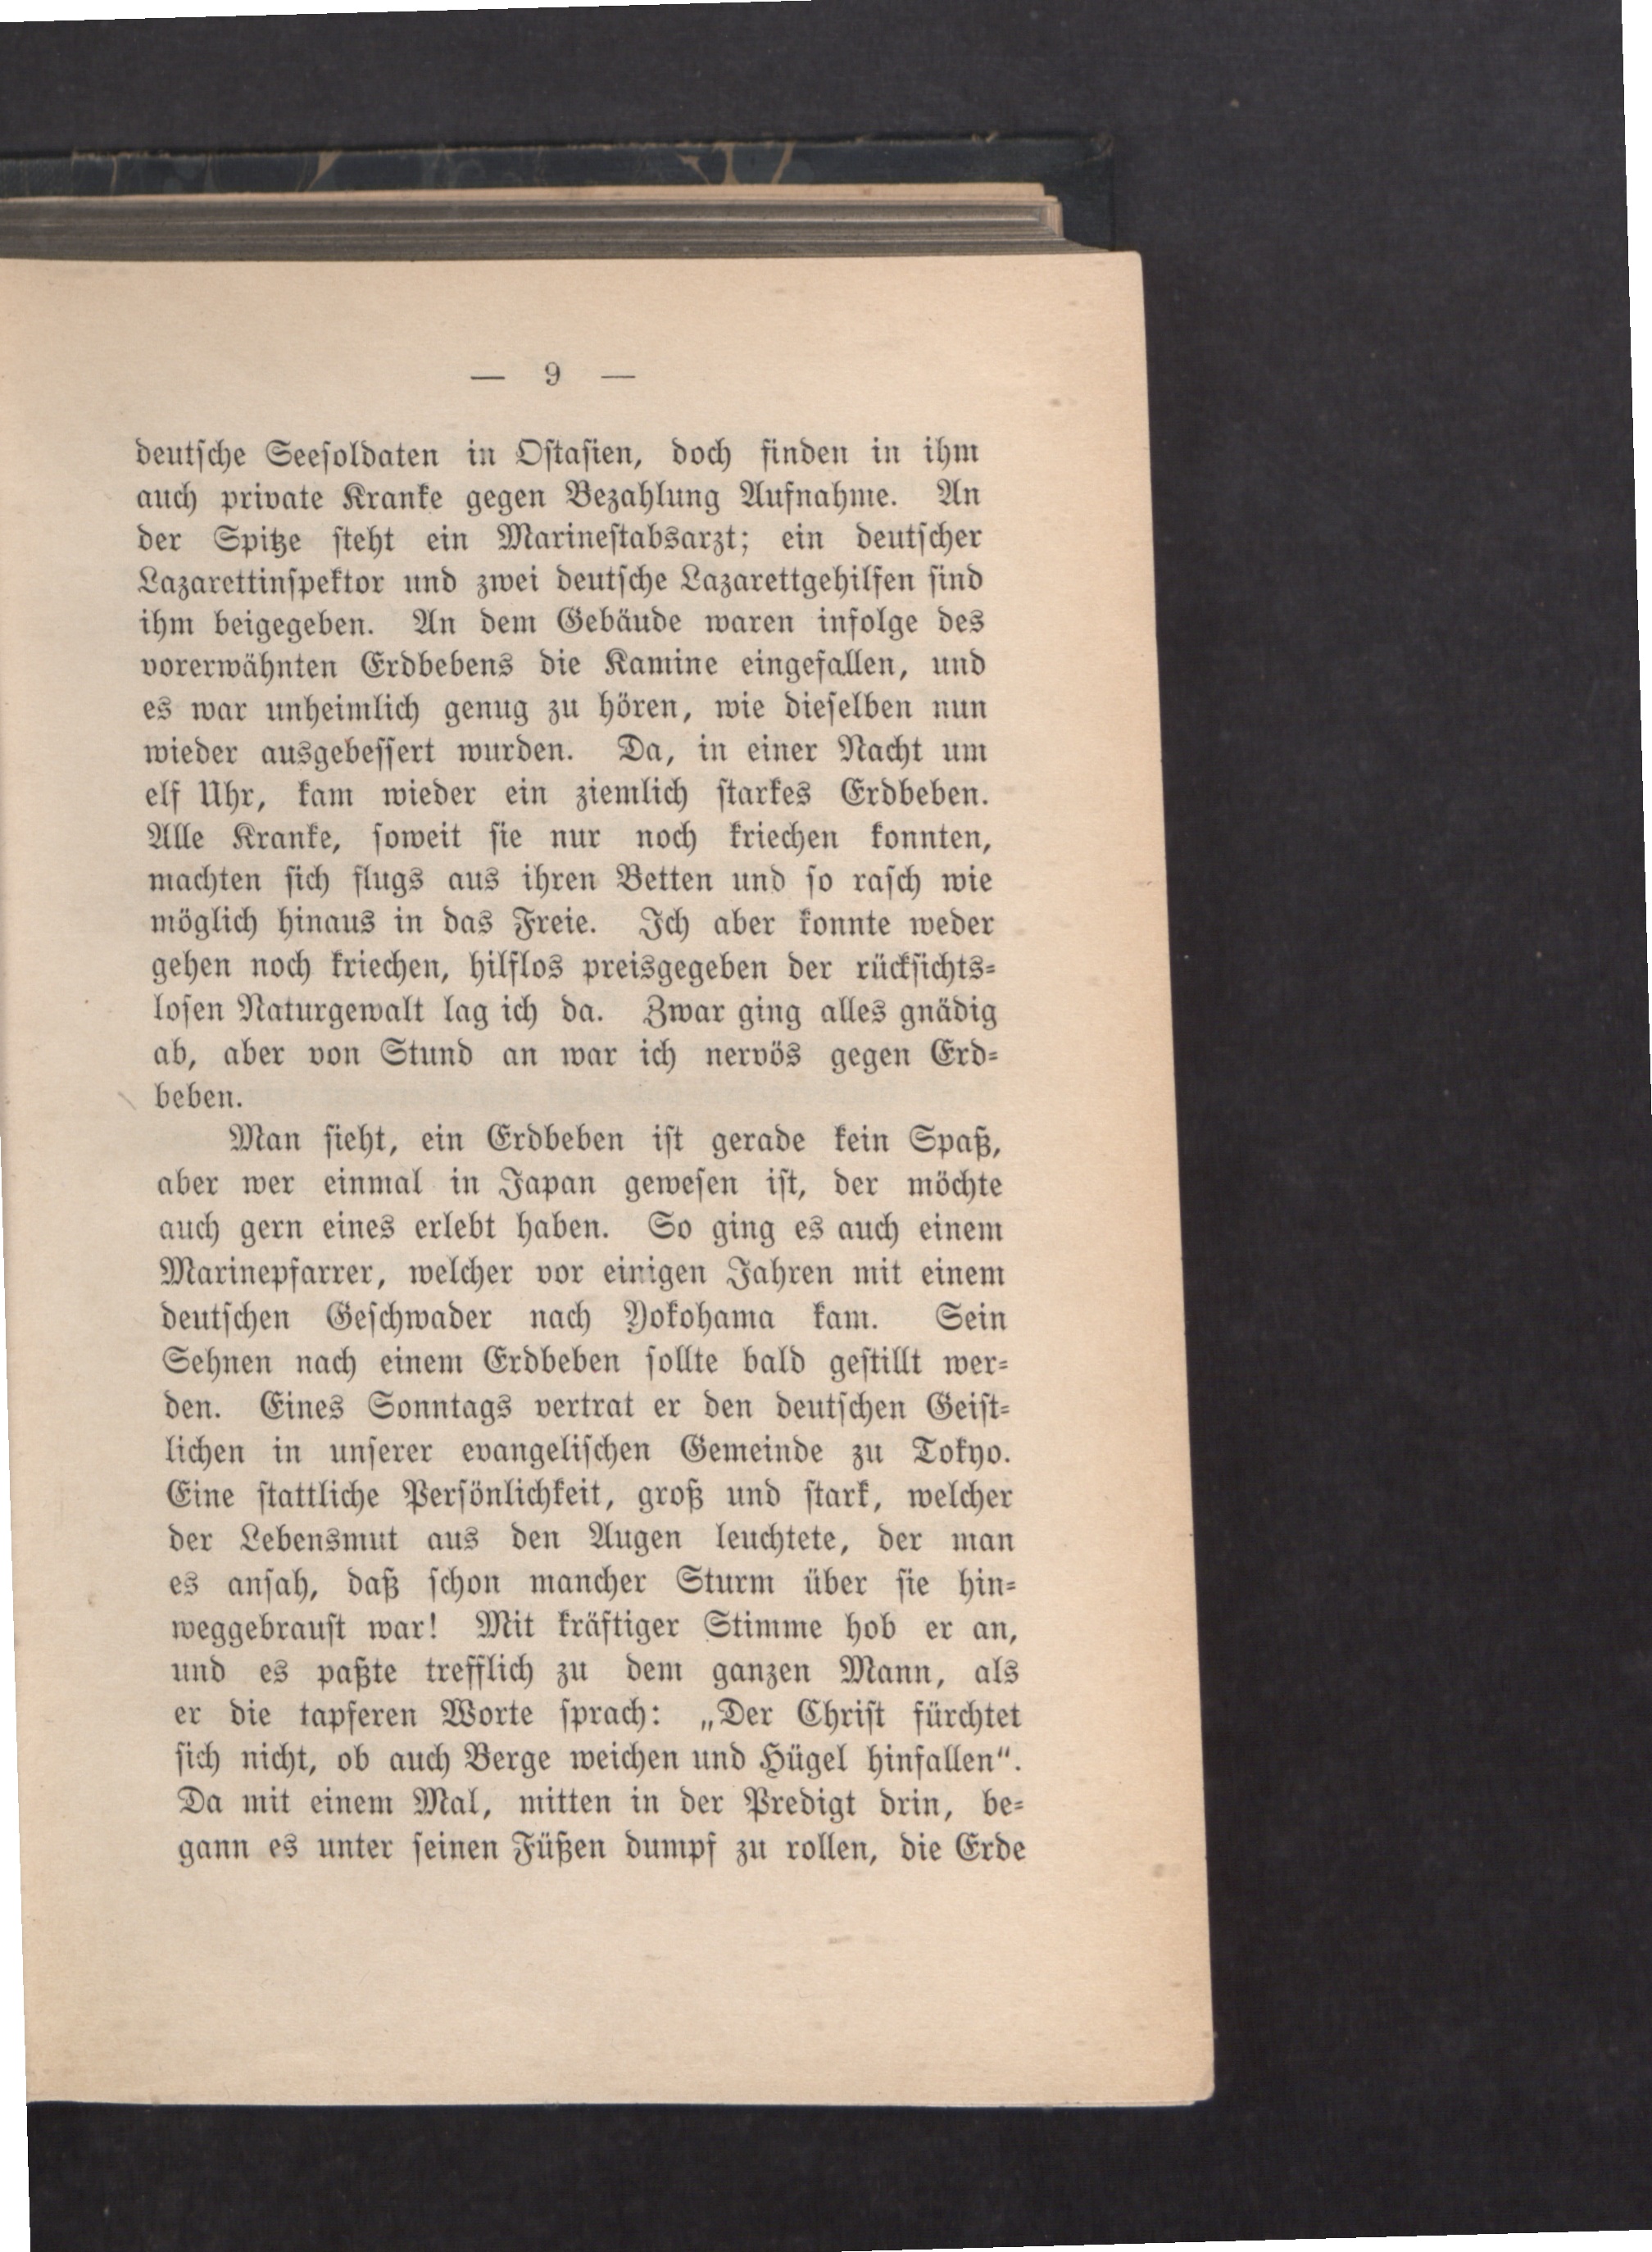 — 9 —
deutsche Seesoldaten in Ostasien, doch finden in ihm
auch private Kranke gegen Bezahlung Aufnahme. An
der Spitze steht ein Marinestabsarzt; ein deutscher
Lazarettinspektor und zwei deutsche Lazarettgehilfen sind
ihm beigegeben. An dem Gebäude waren infolge des
vorerwähnten Erdbebens die Kamine eingefallen, und
es war unheimlich genug zu hören, wie dieselben nun
wieder ausgebessert wurden. Da, in einer Nacht um
elf Uhr, kam wieder ein ziemlich starkes Erdbeben.
Alle Kranke, soweit sie nur noch kriechen konnten,
machten sich flugs aus ihren Betten und so rasch wie
möglich hinaus in das Freie. Ich aber konnte weder
gehen noch kriechen, hilflos preisgegeben der rücksichts-
losen Naturgewalt lag ich da. Zwar ging alles gnädig
ab, aber von Stund an war ich nervös gegen Erd-
beben.
Man sieht, ein Erdbeben ist gerade kein Spaß,
aber wer einmal in Japan gewesen ist, der möchte
auch gern eines erlebt haben. So ging es auch einem
Marinepfarrer, welcher vor einigen Jahren mit einem
deutschen Geschwader nach Yokohama kam. Sein
Sehnen nach einem Erdbeben sollte bald gestillt wer-
den. Eines Sonntags vertrat er den deutschen Geist-
lichen in unserer evangelischen Gemeinde zu Tokyo.
Eine stattliche Persönlichkeit, groß und stark, welcher
der Lebensmut aus den Augen leuchtete, der man
es ansah, daß schon mancher Sturm über sie hin-
weggebraust war! Mit kräftiger Stimme hob er an,
und es paßte trefflich zu dem ganzen Mann, als
er die tapferen Worte sprach: „Der Christ fürchtet
sich nicht, ob auch Berge weichen und Hügel hinfallen“.
Da mit einem Mal, mitten in der Predigt drin, be-
gann es unter seinen Füßen dumpf zu rollen, die Erde